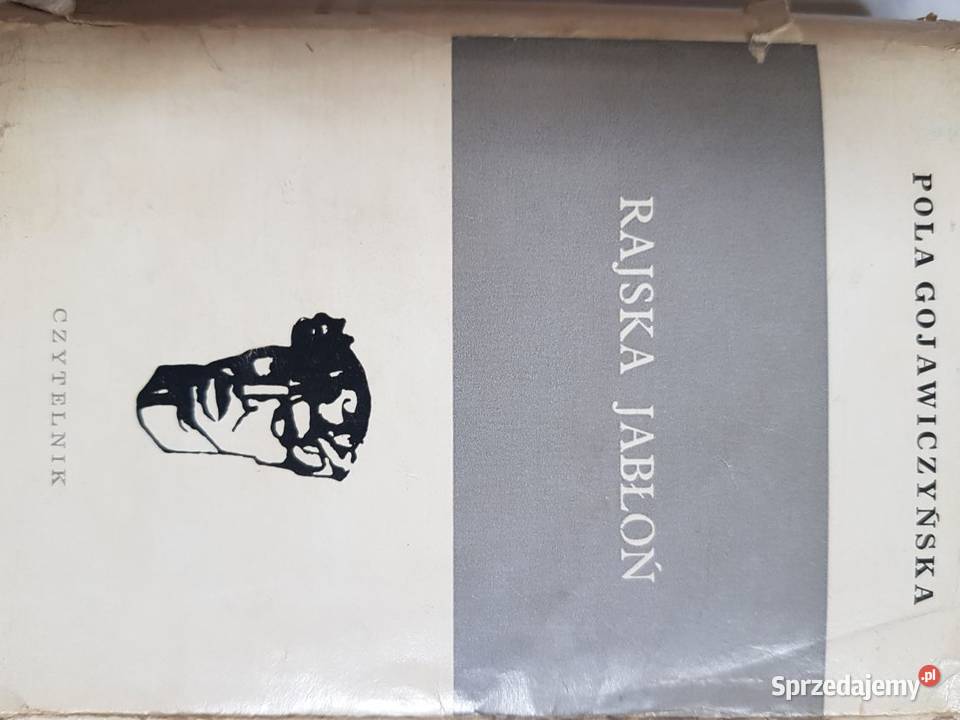 POLA GOJAWICZYŃSKA
RAJSKA JABŁOŃ
CZYTELNIK
Sprzedajemy.pl